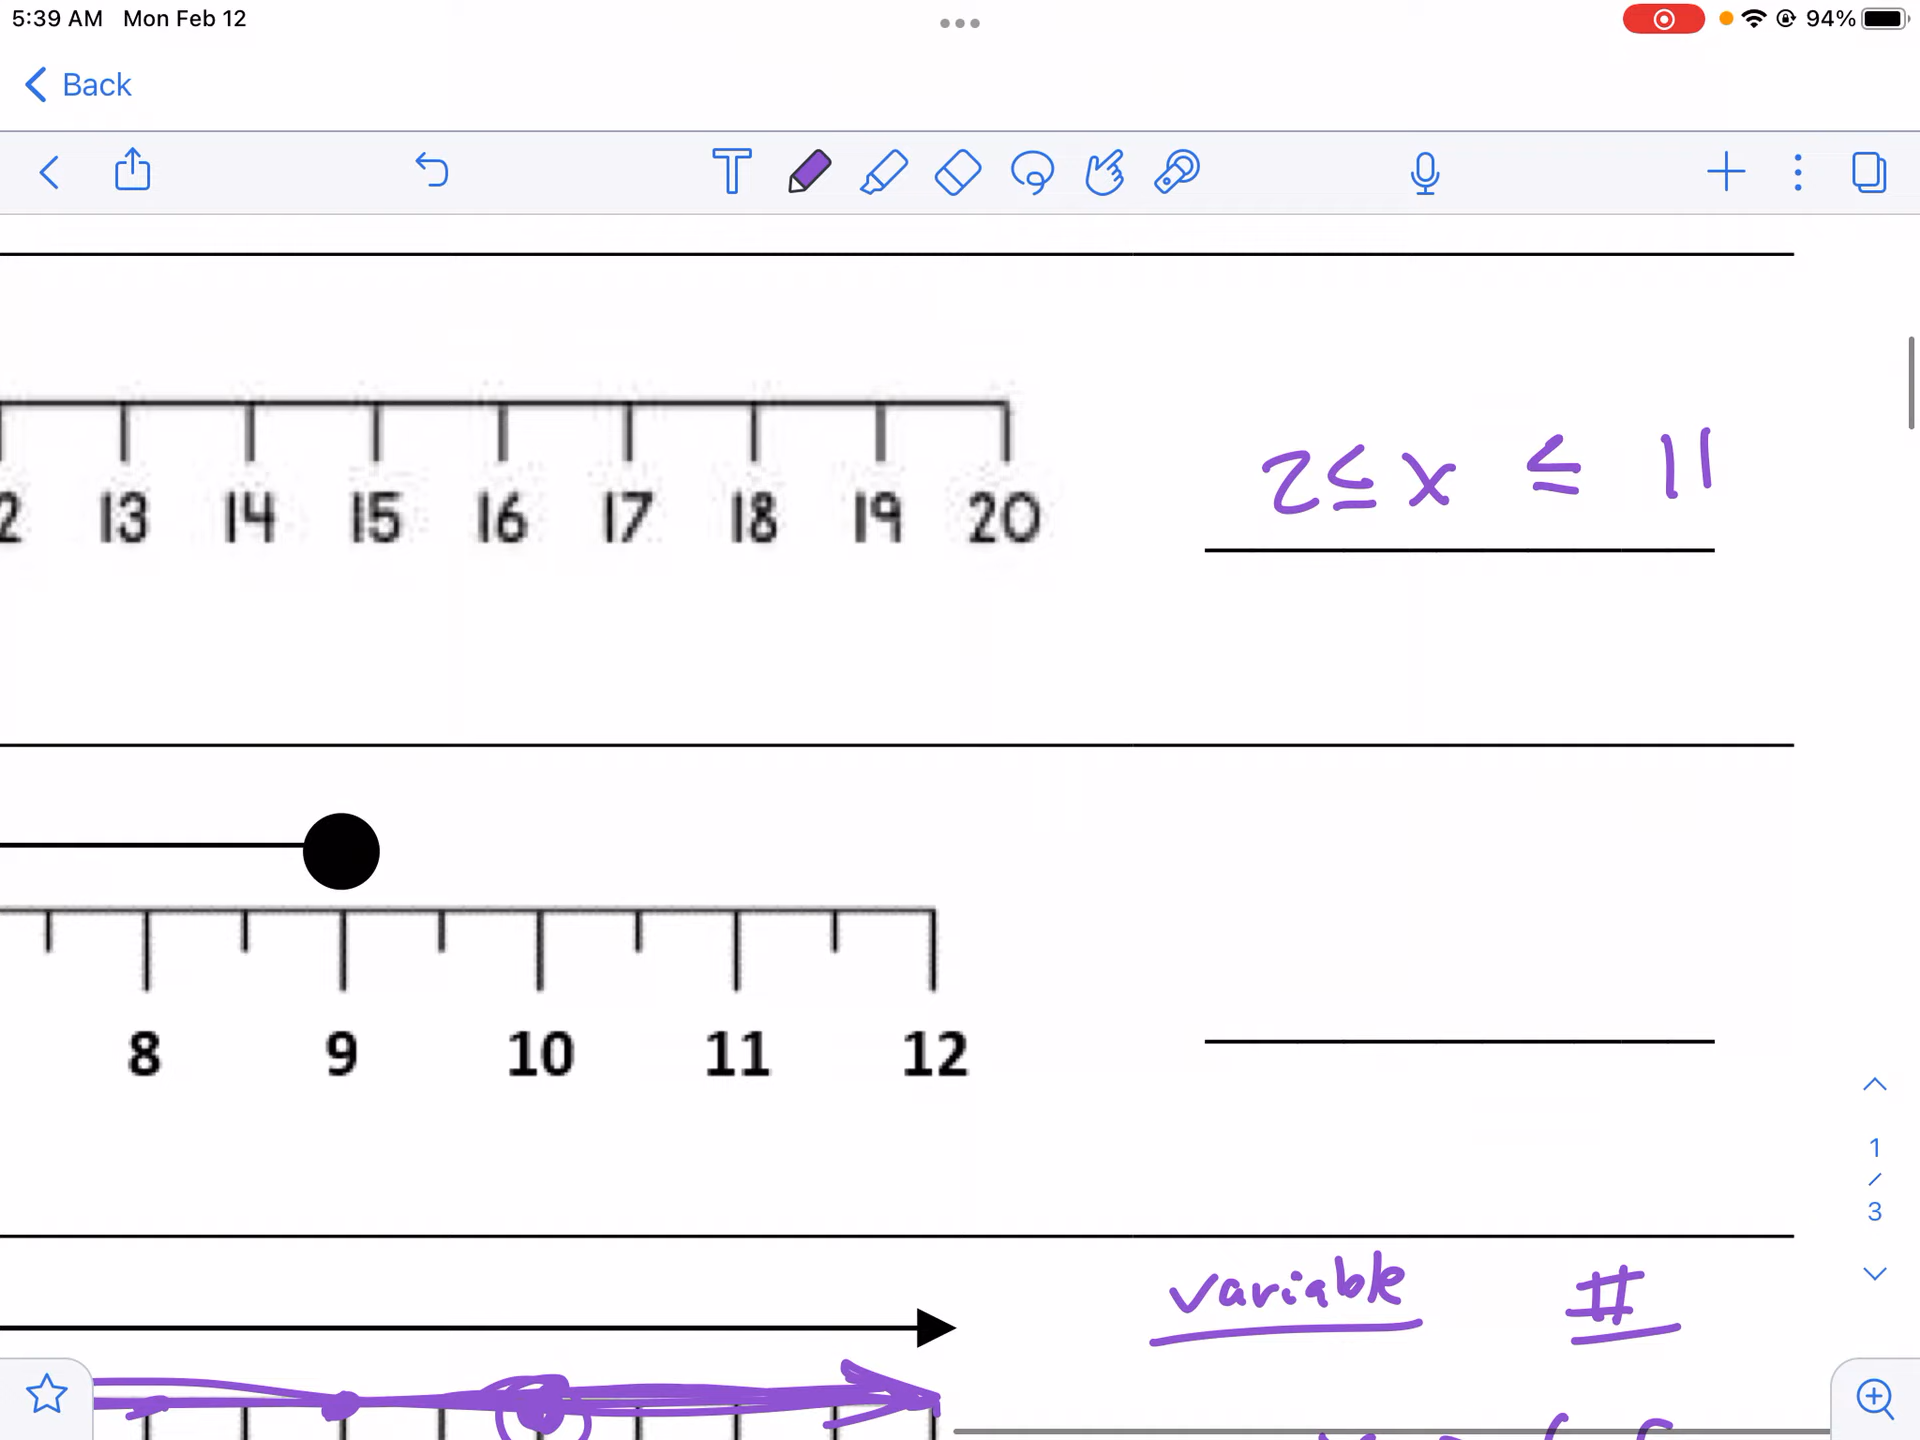 5:39 AM Mon Feb 12
94%
Back
2 13 14 15 16 17 18 19 20
2 ≤ x ≤ 11
8 9 10 11 12
1
/
3
variable #